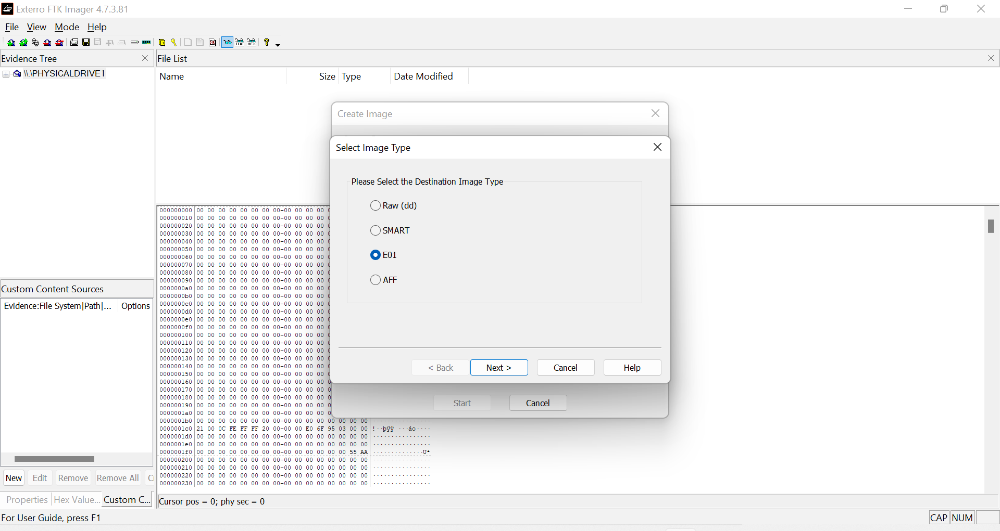 Exterro FTK Imager 4.7.3.81
File View Mode Help
Evidence Tree
\\.\PHYSICALDRIVE1
File List
Name Size Type Date Modified
Create Image
Select Image Type
Please Select the Destination Image Type
Raw (dd)
SMART
E01
AFF
< Back Next > Cancel Help
Start Cancel
000000000 00 00 00 00 00 00 00 00-00 00 00 00
000000010 00 00 00 00 00 00 00 00-00 00 00 00
000000020 00 00 00 00 00 00 00 00-00 00 00 00
000000030 00 00 00 00 00 00 00 00-00 00 00 00
000000040 00 00 00 00 00 00 00 00-00 00 00 00
000000050 00 00 00 00 00 00 00 00-00 00 00 00
000000060 00 00 00 00 00 00 00 00-00 00 00 00
000000070 00 00 00 00 00 00 00 00-00 00 00 00
000000080 00 00 00 00 00 00 00 00-00 00 00 00
000000090 00 00 00 00 00 00 00 00-00 00 00 00
0000000a0 00 00 00 00 00 00 00 00-00 00 00 00
0000000b0 00 00 00 00 00 00 00 00-00 00 00 00
0000000c0 00 00 00 00 00 00 00 00-00 00 00 00
0000000d0 00 00 00 00 00 00 00 00-00 00 00 00
0000000e0 00 00 00 00 00 00 00 00-00 00 00 00
0000000f0 00 00 00 00 00 00 00 00-00 00 00 00
000000100 00 00 00 00 00 00 00 00-00 00 00 00
000000110 00 00 00 00 00 00 00 00-00 00 00 00
000000120 00 00 00 00 00 00 00 00-00 00 00 00
000000130 00 00 00 00 00 00 00 00-00 00 00 00
000000140 00 00 00 00 00 00 00 00-00 00 00 00
000000150 00 00 00 00 00 00 00 00-00 00 00 00
000000160 00 00 00 00 00 00 00 00-00 00 00 00
000000170 00 00 00 00 00 00 00 00-00 00 00 00
000000180 00 00 00 00 00 00 00 00-00 00 00 00
000000190 00 00 00 00 00 00 00 00-00 00 00 00
0000001a0 00 00 00 00 00 00 00 00-00 00 00 00
0000001b0 00 00 00 00 00 00 00 00-00 00 00 00 00 00 00 00 ················
0000001c0 21 00 0C FE FF FF 20 00-00 00 E0 6F 95 03 00 00 !··þÿÿ ···ào····
0000001d0 00 00 00 00 00 00 00 00-00 00 00 00 00 00 00 00 ················
0000001e0 00 00 00 00 00 00 00 00-00 00 00 00 00 00 00 00 ················
0000001f0 00 00 00 00 00 00 00 00-00 00 00 00 00 00 55 AA ··············Uª
000000200 00 00 00 00 00 00 00 00-00 00 00 00 00 00 00 00 ················
000000210 00 00 00 00 00 00 00 00-00 00 00 00 00 00 00 00 ················
000000220 00 00 00 00 00 00 00 00-00 00 00 00 00 00 00 00 ················
000000230 00 00 00 00 00 00 00 00-00 00 00 00 00 00 00 00 ················
Custom Content Sources
Evidence:File System|Path|... Options
New Edit Remove Remove All
Properties Hex Value... Custom C...
Cursor pos = 0; phy sec = 0
For User Guide, press F1
CAP NUM